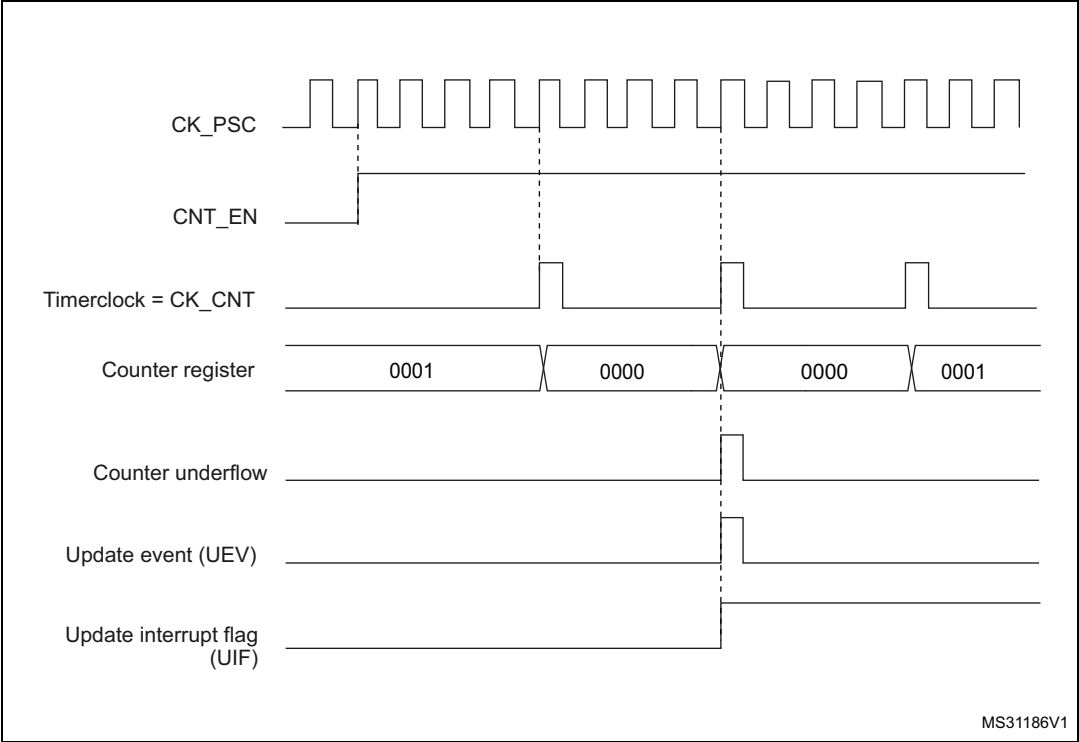 CK_PSC
CNT_EN
Timerclock = CK_CNT
Counter register
0001 0000 0000 0001
Counter underflow
Update event (UEV)
Update interrupt flag
(UIF)
MS31186V1